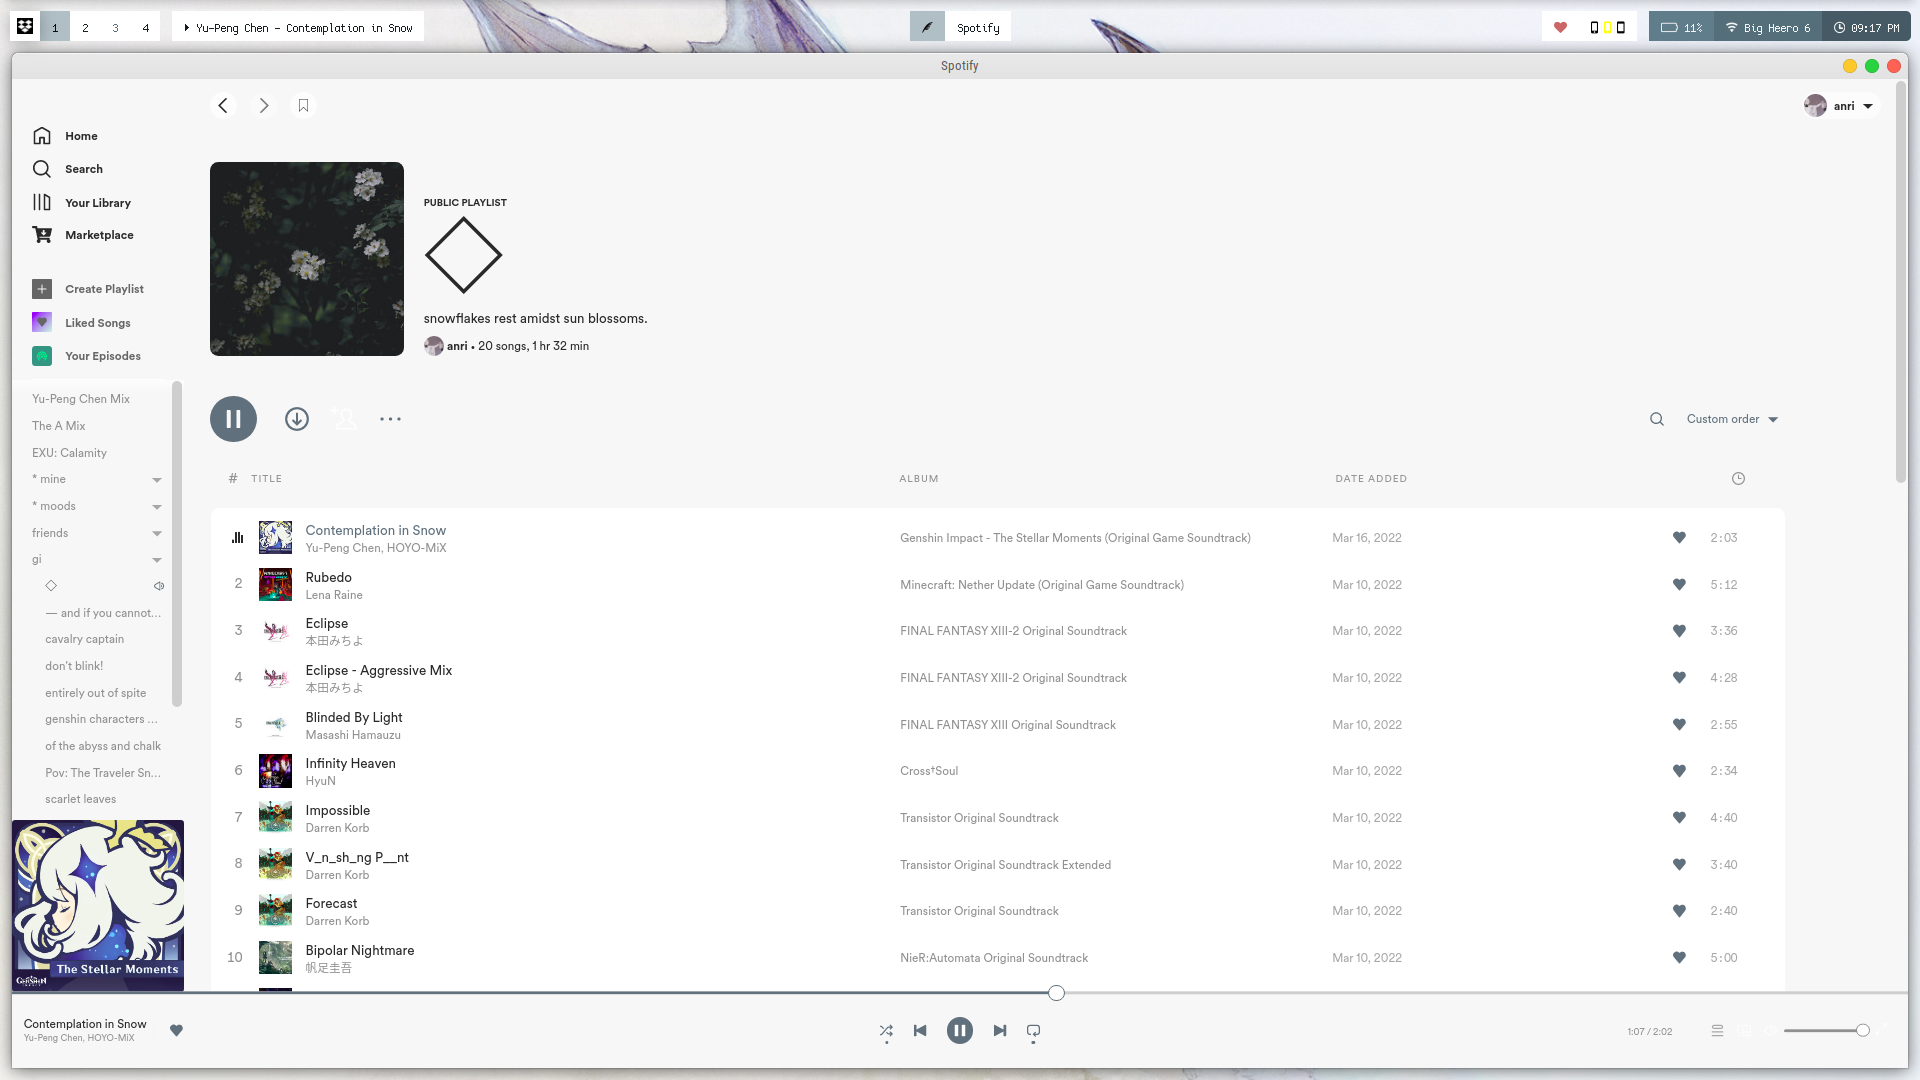 1 2 3 4 Yu-Peng Chen - Contemplation in Snow Spotify 11% Big Heero 6 09:17 PM
Spotify
anri
Home
Search
Your Library
Marketplace
Create Playlist
Liked Songs
Your Episodes
Yu-Peng Chen Mix
The A Mix
EXU: Calamity
* mine
* moods
friends
gi
◇
— and if you cannot...
cavalry captain
don't blink!
entirely out of spite
genshin characters ...
of the abyss and chalk
Pov: The Traveler Sn...
scarlet leaves
The Stellar Moments
GENSHIN
PUBLIC PLAYLIST
◇
snowflakes rest amidst sun blossoms.
anri • 20 songs, 1 hr 32 min
Custom order
# TITLE ALBUM DATE ADDED
Contemplation in Snow
Yu-Peng Chen, HOYO-MiX
Genshin Impact - The Stellar Moments (Original Game Soundtrack) Mar 16, 2022 2:03
2 Rubedo
Lena Raine
Minecraft: Nether Update (Original Game Soundtrack) Mar 10, 2022 5:12
3 Eclipse
本田みちよ
FINAL FANTASY XIII-2 Original Soundtrack Mar 10, 2022 3:36
4 Eclipse - Aggressive Mix
本田みちよ
FINAL FANTASY XIII-2 Original Soundtrack Mar 10, 2022 4:28
5 Blinded By Light
Masashi Hamauzu
FINAL FANTASY XIII Original Soundtrack Mar 10, 2022 2:55
6 Infinity Heaven
HyuN
Cross†Soul Mar 10, 2022 2:34
7 Impossible
Darren Korb
Transistor Original Soundtrack Mar 10, 2022 4:40
8 V_n_sh_ng P__nt
Darren Korb
Transistor Original Soundtrack Extended Mar 10, 2022 3:40
9 Forecast
Darren Korb
Transistor Original Soundtrack Mar 10, 2022 2:40
10 Bipolar Nightmare
帆足圭吾
NieR:Automata Original Soundtrack Mar 10, 2022 5:00
Contemplation in Snow
Yu-Peng Chen, HOYO-MiX
1:07 / 2:02